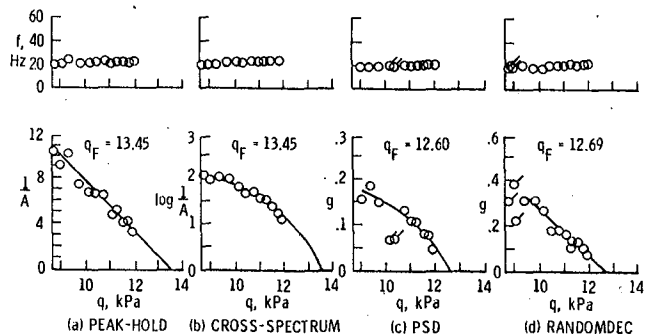 60
f, 40
Hz 20
0
12
8
4
0
1/A
q_F = 13.45
3
2
1
0
log 1/A
q_F = 13.45
.3
.2
.1
0
g
q_F = 12.60
.6
.4
.2
0
g
q_F = 12.69
10 12 14
10 12 14
10 12 14
10 12 14
q, kPa
q, kPa
q, kPa
q, kPa
(a) PEAK-HOLD
(b) CROSS-SPECTRUM
(c) PSD
(d) RANDOMDEC